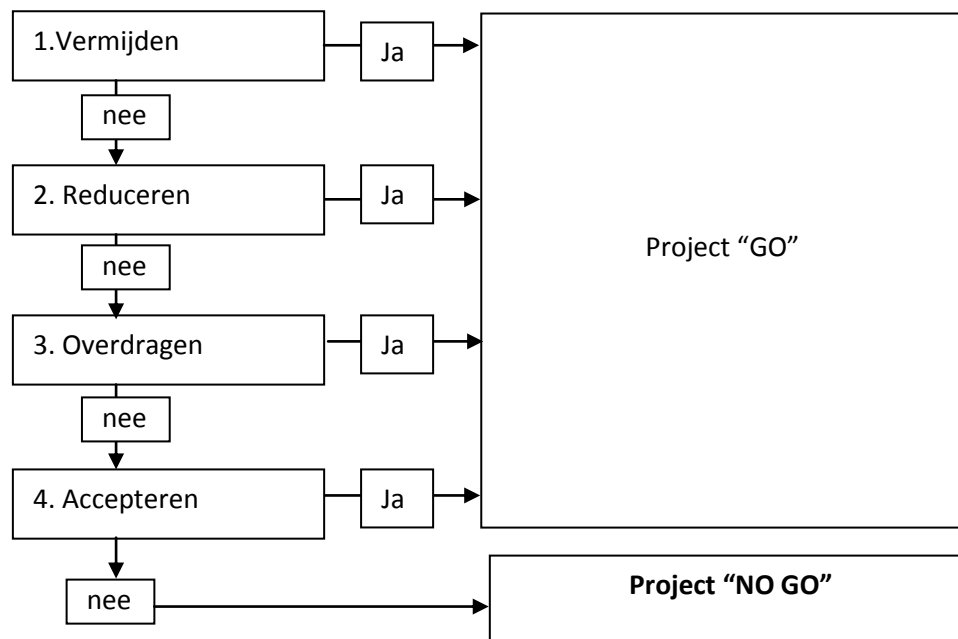 1.Vermijden
Ja
nee
2. Reduceren
Ja
nee
Project “GO”
3. Overdragen
Ja
nee
4. Accepteren
Ja
nee
Project “NO GO”